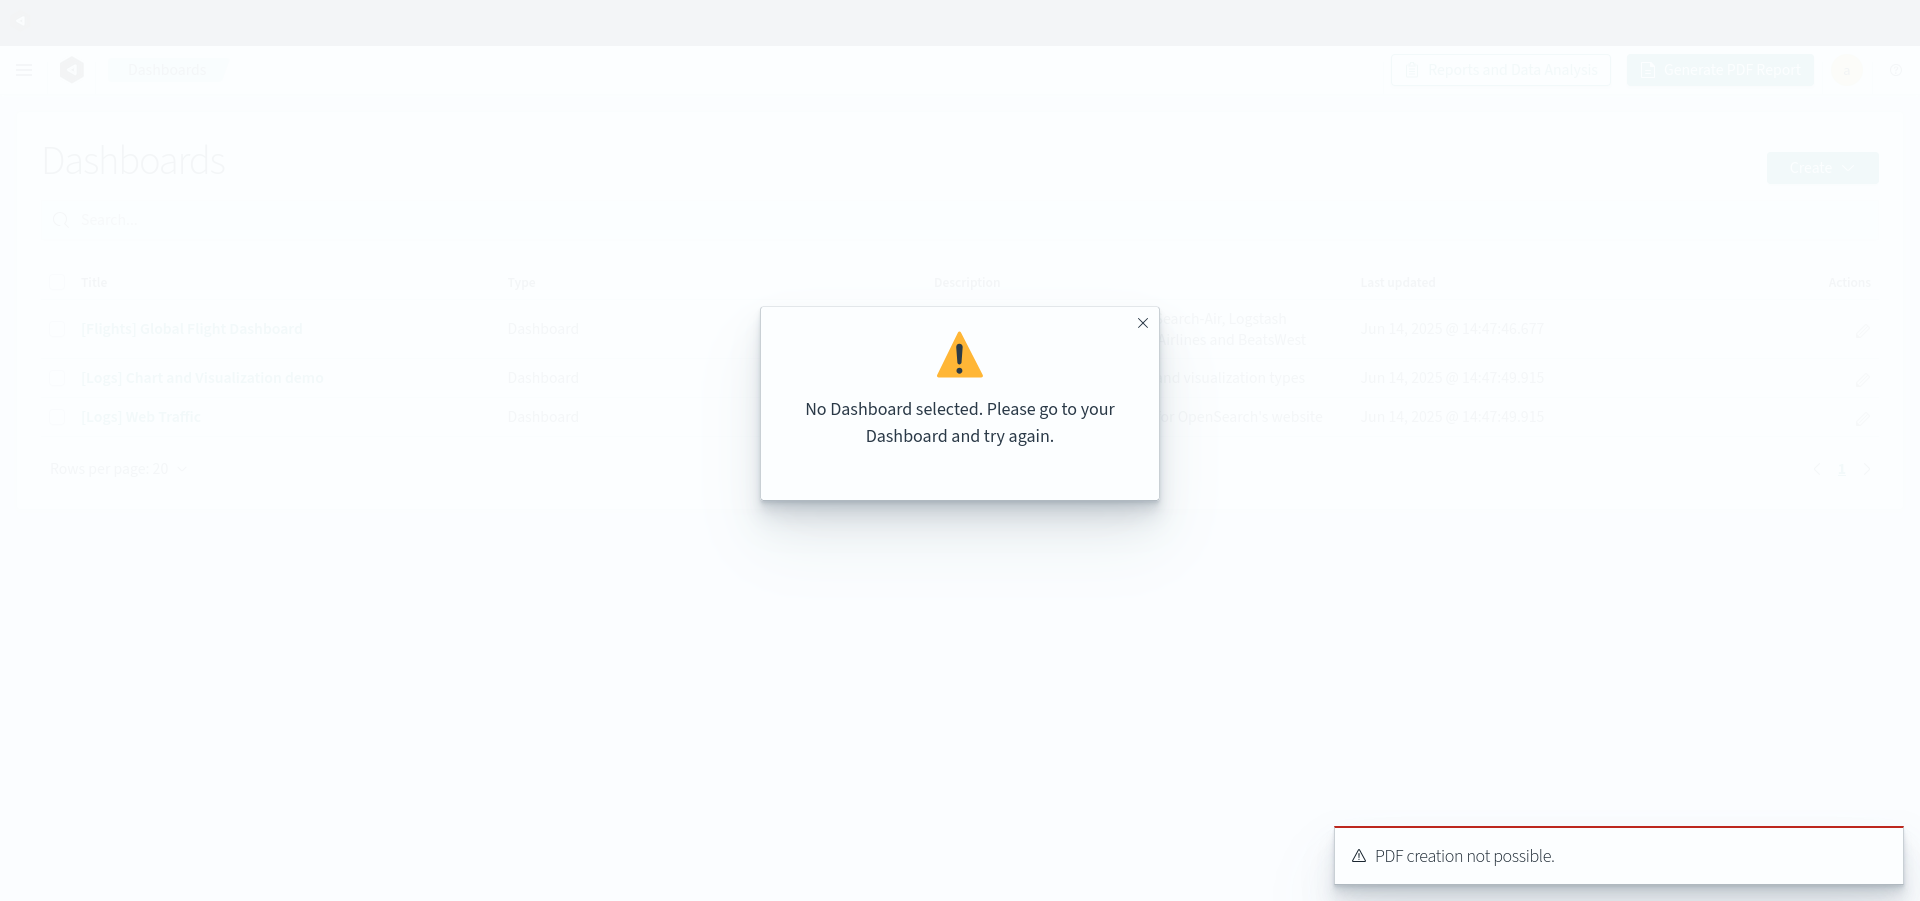 Dashboards
Reports and Data Analysis
Generate PDF Report
a
Dashboards
Create
Search
Title
Type
Description
Last updated
Actions
[Flights] Global Flight Dashboard
Dashboard
earch-Air, Logstash
Airlines and BeatsWest
Jun 14, 2025 @ 14:47:46.677
[Logs] Chart and Visualization demo
Dashboard
nd visualization types
Jun 14, 2025 @ 14:47:49.915
[Logs] Web Traffic
Dashboard
or OpenSearch's website
Jun 14, 2025 @ 14:47:49.915
Rows per page: 20
1
No Dashboard selected. Please go to your
Dashboard and try again.
PDF creation not possible.